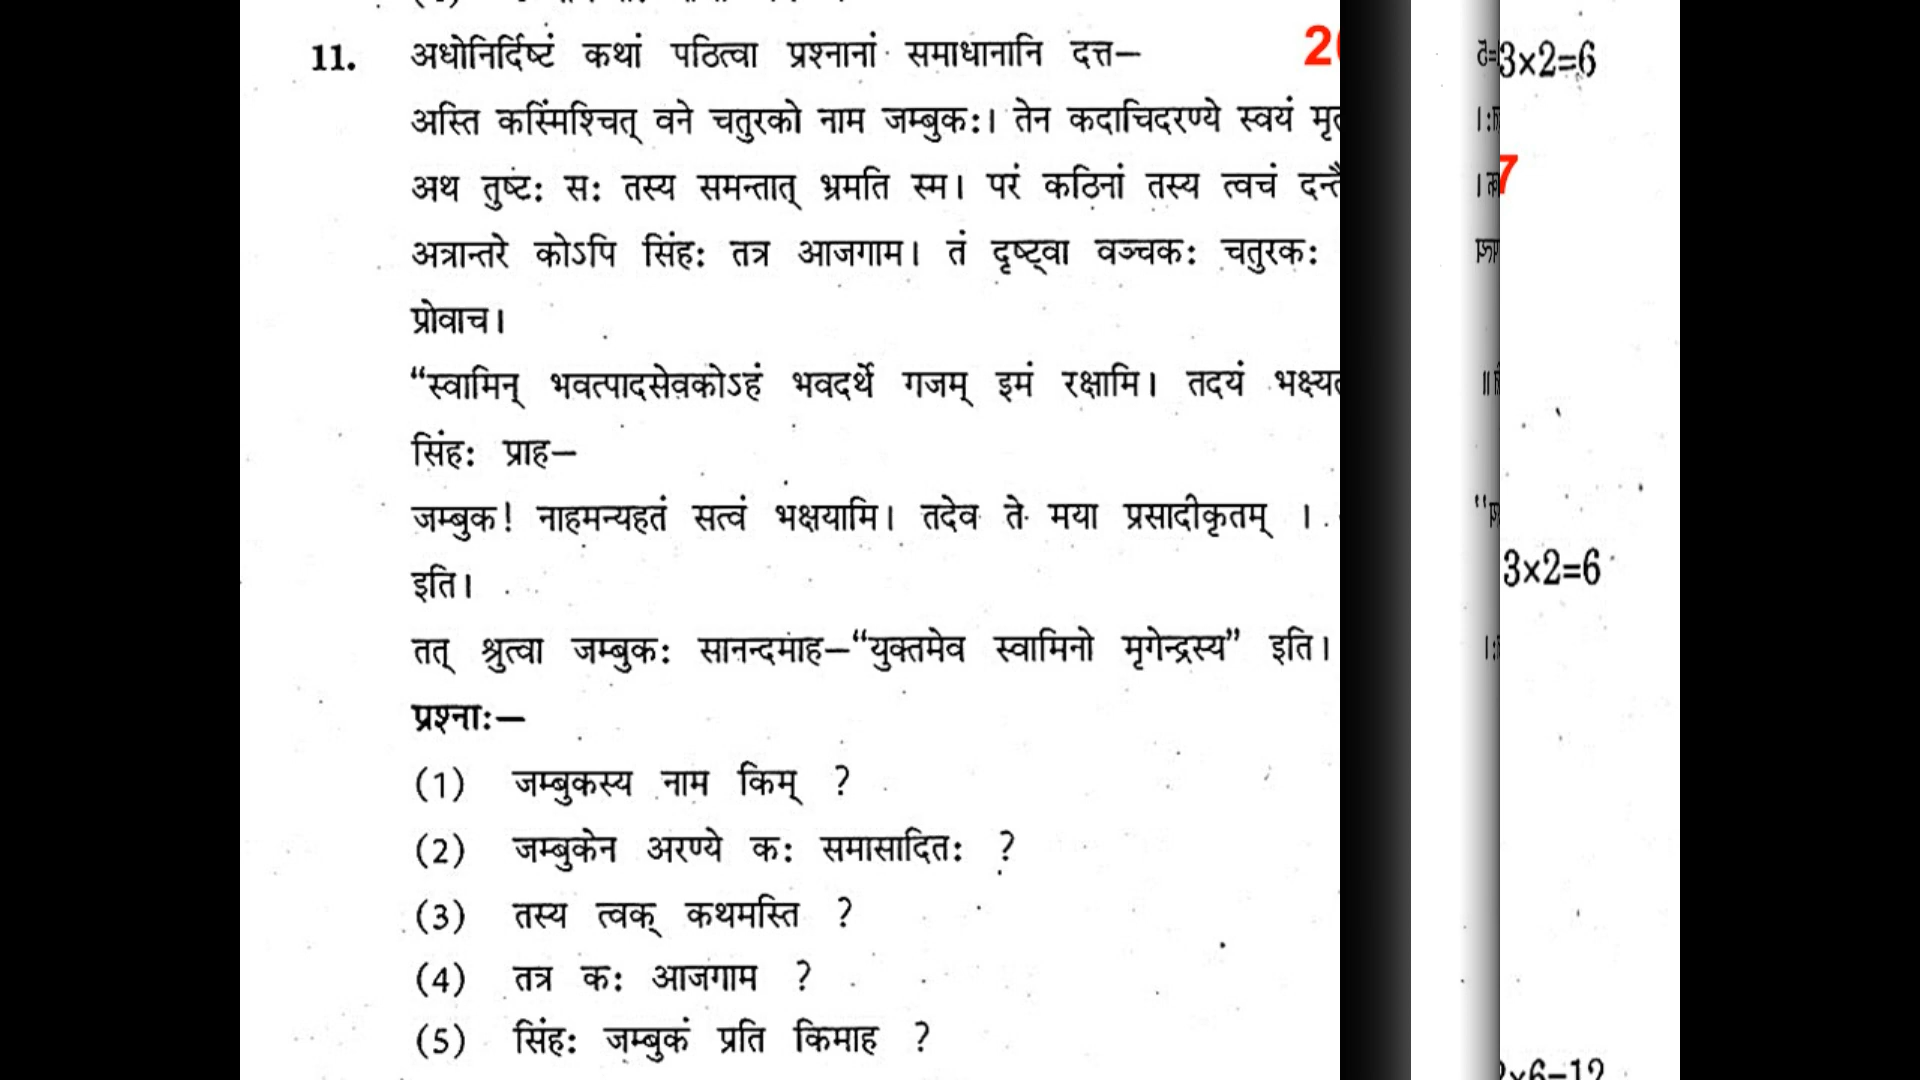 11. अधोनिर्दिष्टं कथां पठित्वा प्रश्नानां समाधानानि दत्त—
अस्ति कस्मिंश्चित् वने चतुरको नाम जम्बुकः। तेन कदाचिदरण्ये स्वयं
अथ तुष्टः सः तस्य समन्तात् भ्रमति स्म। परं कठिनां तस्य त्वचं
अत्रान्तरे कोऽपि सिंहः तत्र आजगाम। तं दृष्ट्वा वञ्चकः चतुरकः
प्रोवाच।
“स्वामिन् भवत्पादसेवकोऽहं भवदर्थे गजम् इमं रक्षामि। तदयं
सिंहः प्राह—
जम्बुक! नाहमन्यहतं सत्वं भक्षयामि। तदेव ते मया प्रसादीकृतम् ।
इति।
तत् श्रुत्वा जम्बुकः सानन्दमाह—“युक्तमेव स्वामिनो मृगेन्द्रस्य” इति।
प्रश्नाः—
(1) जम्बुकस्य नाम किम् ?
(2) जम्बुकेन अरण्ये कः समासादितः ?
(3) तस्य त्वक् कथमस्ति ?
(4) तत्र कः आजगाम ?
(5) सिंहः जम्बुकं प्रति किमाह ?
3×2=6
7
3×2=6